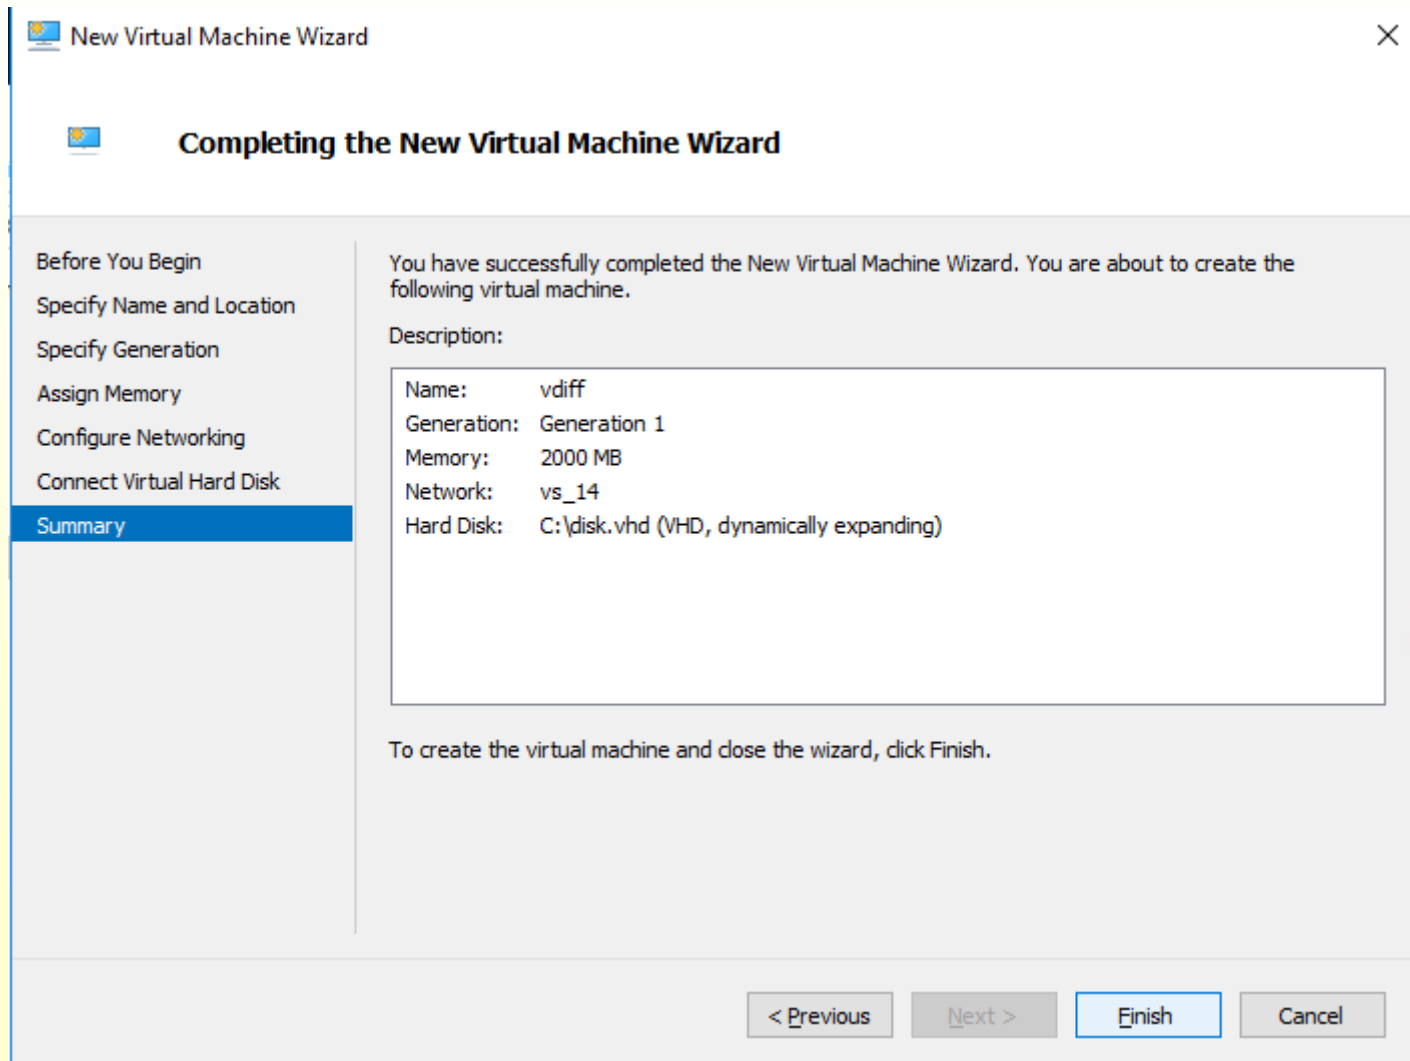 New Virtual Machine Wizard
Completing the New Virtual Machine Wizard
Before You Begin
Specify Name and Location
Specify Generation
Assign Memory
Configure Networking
Connect Virtual Hard Disk
Summary
You have successfully completed the New Virtual Machine Wizard. You are about to create the
following virtual machine.
Description:
Name: vdiff
Generation: Generation 1
Memory: 2000 MB
Network: vs_14
Hard Disk: C:\disk.vhd (VHD, dynamically expanding)
To create the virtual machine and close the wizard, click Finish.
< Previous
Next >
Finish
Cancel